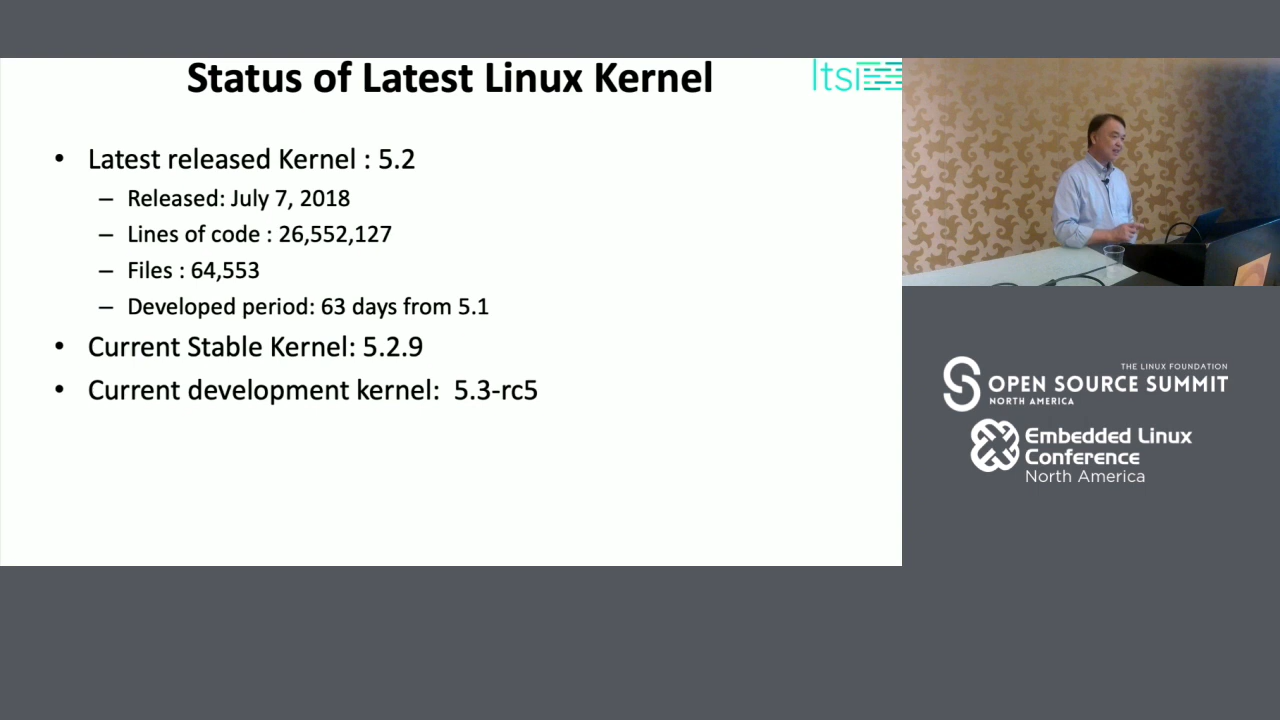 Status of Latest Linux Kernel
ltsi
• Latest released Kernel : 5.2
– Released: July 7, 2018
– Lines of code : 26,552,127
– Files : 64,553
– Developed period: 63 days from 5.1
• Current Stable Kernel: 5.2.9
• Current development kernel: 5.3-rc5
THE LINUX FOUNDATION
OPEN SOURCE SUMMIT
NORTH AMERICA
Embedded Linux
Conference
North America